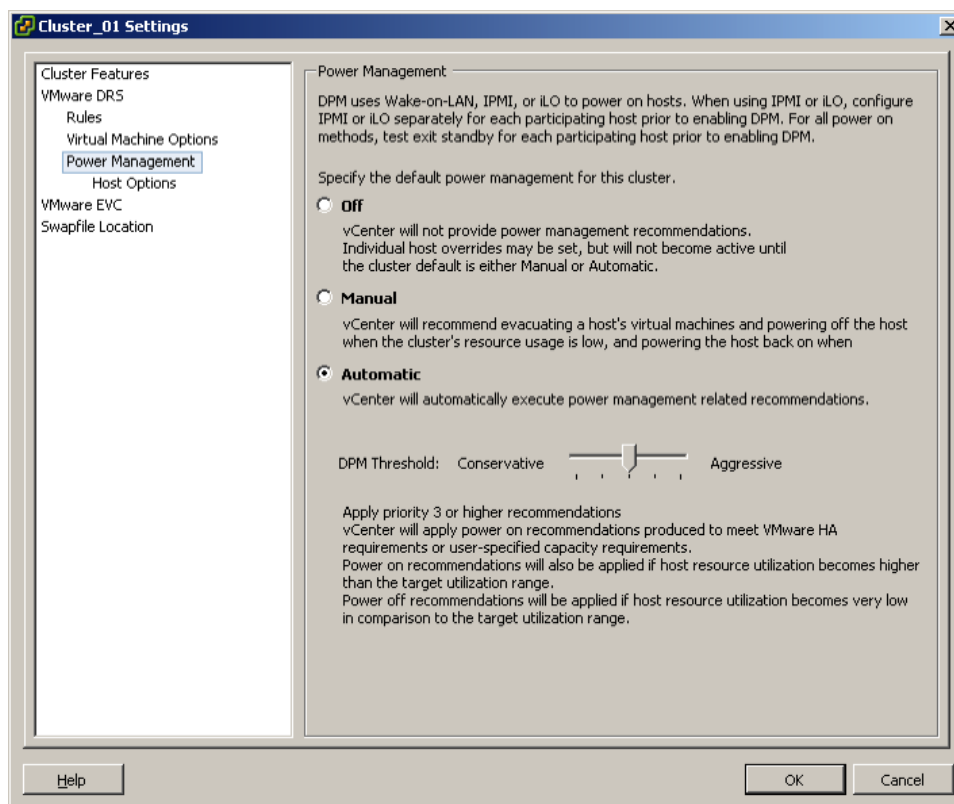 Cluster_01 Settings
Cluster Features
VMware DRS
Rules
Virtual Machine Options
Power Management
Host Options
VMware EVC
Swapfile Location
Power Management
DPM uses Wake-on-LAN, IPMI, or iLO to power on hosts. When using IPMI or iLO, configure
IPMI or iLO separately for each participating host prior to enabling DPM. For all power on
methods, test exit standby for each participating host prior to enabling DPM.
Specify the default power management for this cluster.
Off
vCenter will not provide power management recommendations.
Individual host overrides may be set, but will not become active until
the cluster default is either Manual or Automatic.
Manual
vCenter will recommend evacuating a host's virtual machines and powering off the host
when the cluster's resource usage is low, and powering the host back on when
Automatic
vCenter will automatically execute power management related recommendations.
DPM Threshold: Conservative Aggressive
Apply priority 3 or higher recommendations
vCenter will apply power on recommendations produced to meet VMware HA
requirements or user-specified capacity requirements.
Power on recommendations will also be applied if host resource utilization becomes higher
than the target utilization range.
Power off recommendations will be applied if host resource utilization becomes very low
in comparison to the target utilization range.
Help OK Cancel